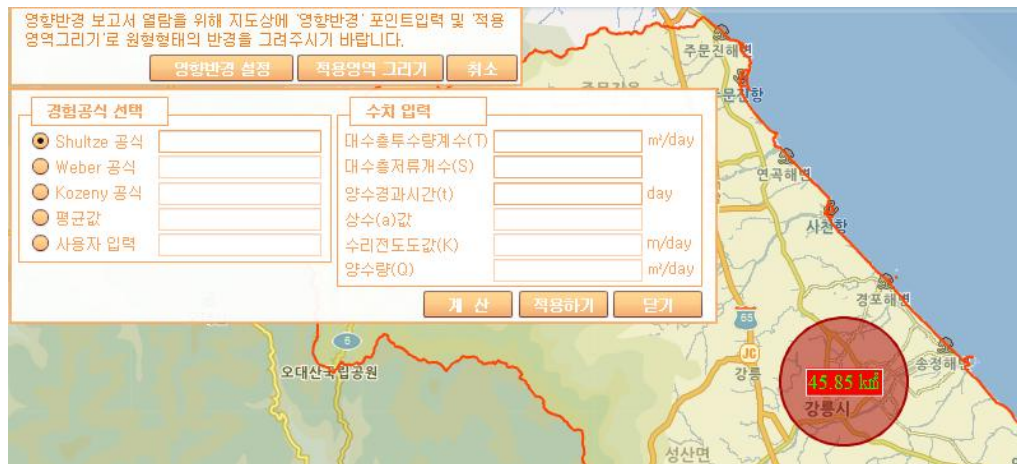 영향반경 보고서 열람을 위해 지도상에 '영향반경' 포인트입력 및 '적용
영역그리기'로 원형형태의 반경을 그려주시기 바랍니다.
영향반경 설정 적용영역 그리기 취소
경험공식 선택
Shultze 공식
Weber 공식
Kozeny 공식
평균값
사용자 입력
수치 입력
대수층투수량계수(T) m²/day
대수층저류개수(S)
양수경과시간(t) day
상수(a)값
수리전도도값(K) m/day
양수량(Q) m²/day
계 산 적용하기 닫기
주문진해변
주문진항
연곡해변
사천항
경포해변
송정해변
65
JC
강릉
6
오대산국립공원
45.85 km²
강릉시
성산면